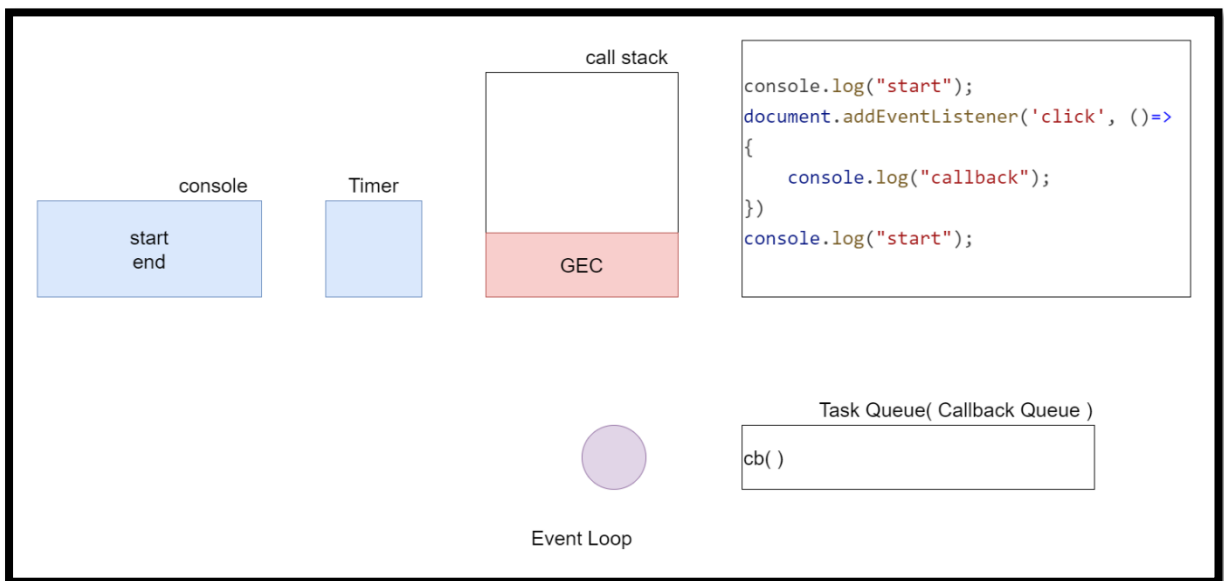 call stack
console.log("start");
document.addEventListener('click', ()=>
{
    console.log("callback");
})
console.log("start");
console
Timer
start
end
GEC
Task Queue( Callback Queue )
cb( )
Event Loop